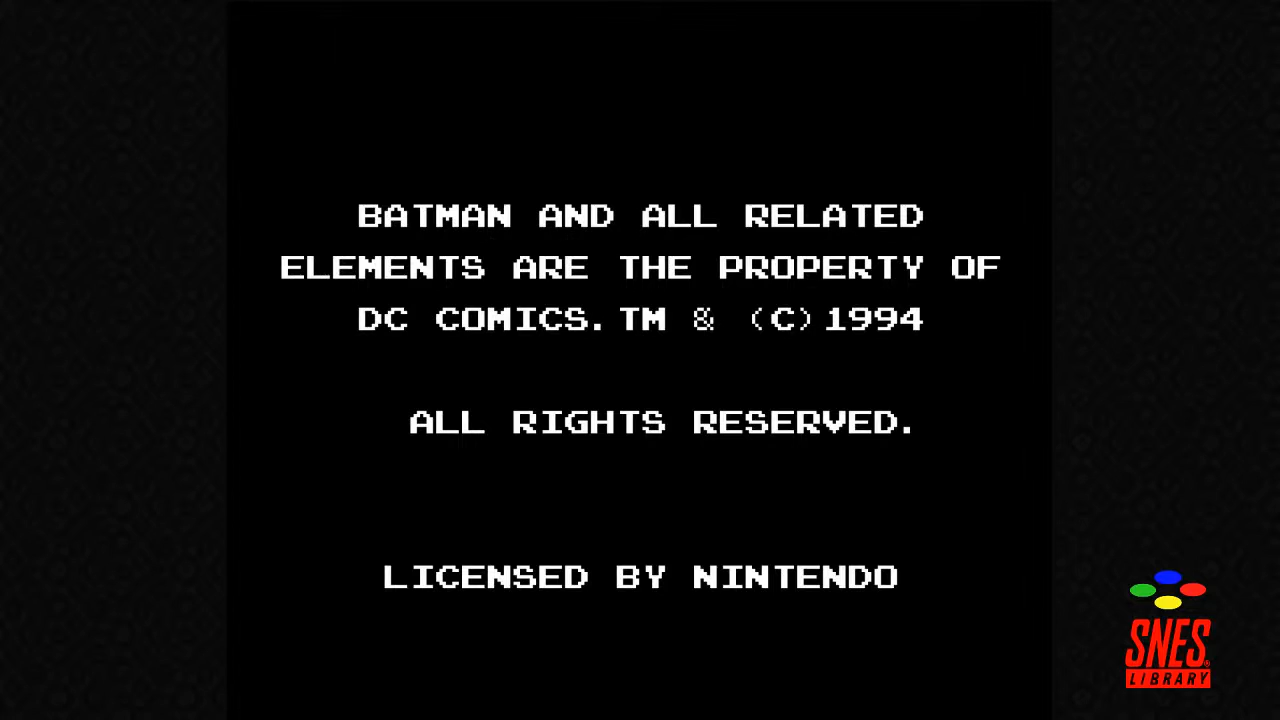 BATMAN AND ALL RELATED
ELEMENTS ARE THE PROPERTY OF
DC COMICS. TM & (C) 1994
ALL RIGHTS RESERVED.
LICENSED BY NINTENDO
SNES®
LIBRARY